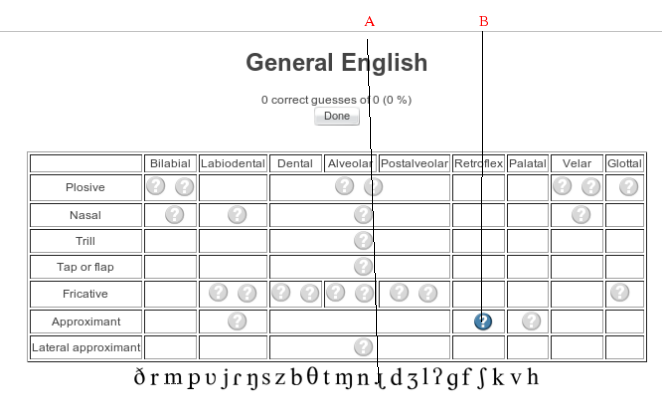 A B
General English
0 correct guesses of 0 (0 %)
Done
Bilabial Labiodental Dental Alveolar Postalveolar Retroflex Palatal Velar Glottal
Plosive ? ? ? ? ? ? ?
Nasal ? ? ? ?
Trill ?
Tap or flap ?
Fricative ? ? ? ? ? ? ? ? ?
Approximant ? ? ?
Lateral approximant ?
ð r m p ʋ j ɾ ŋ s z b θ t ɱ n ɻ d ʒ l ʔ g f ʃ k v h